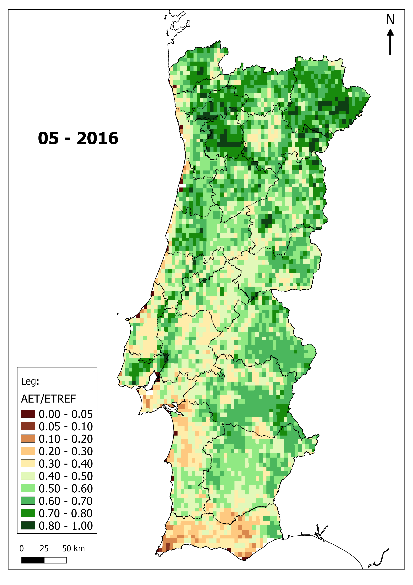 N
05 - 2016
Leg:
AET/ETREF
0.00 - 0.05
0.05 - 0.10
0.10 - 0.20
0.20 - 0.30
0.30 - 0.40
0.40 - 0.50
0.50 - 0.60
0.60 - 0.70
0.70 - 0.80
0.80 - 1.00
0 25 50 km